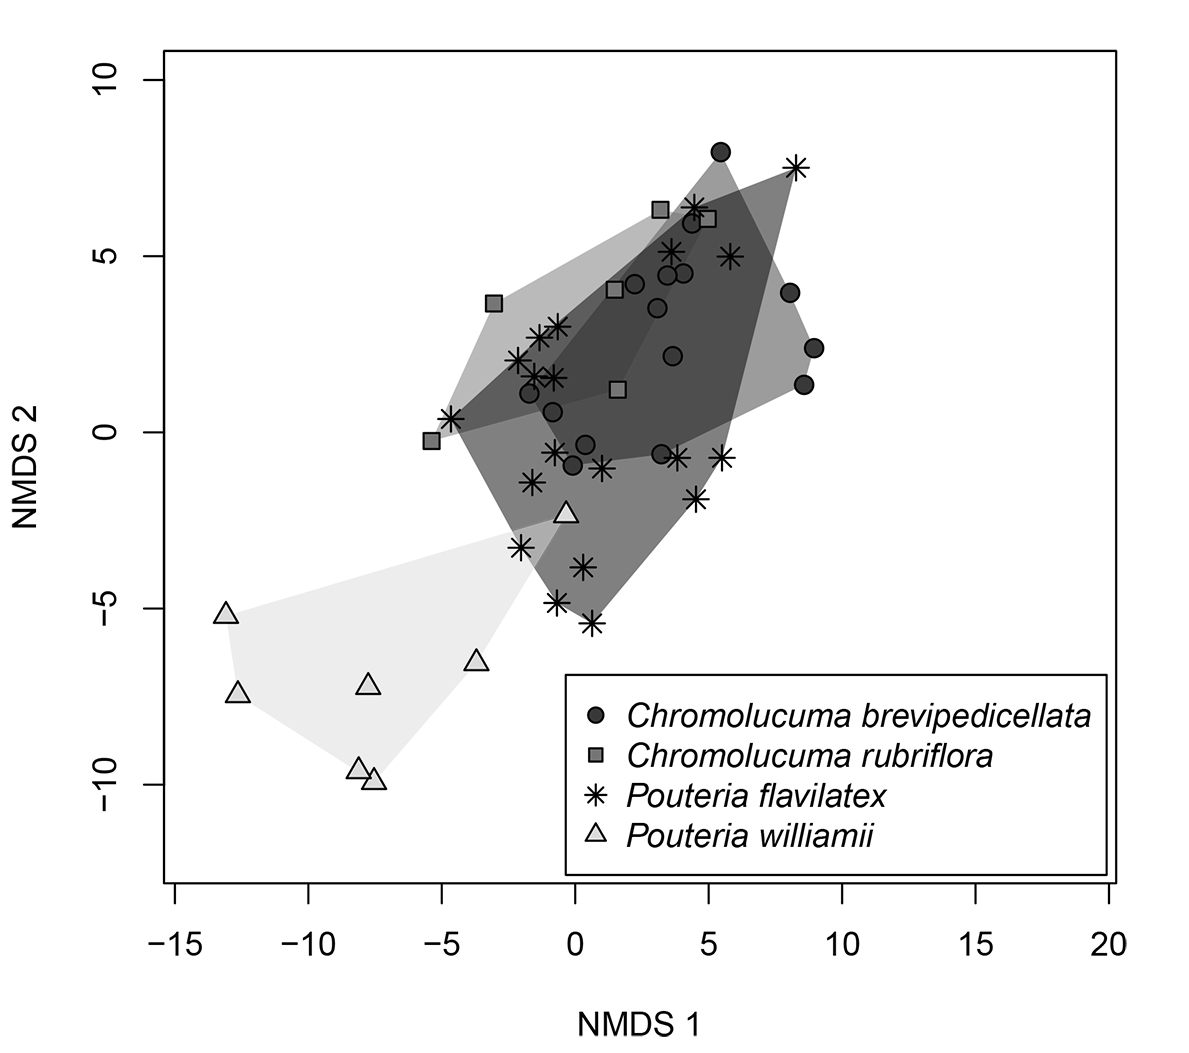 10
5
0
−5
−10
NMDS 2
Chromolucuma brevipedicellata
Chromolucuma rubriflora
Pouteria flavilatex
Pouteria williamii
−15 −10 −5 0 5 10 15 20
NMDS 1